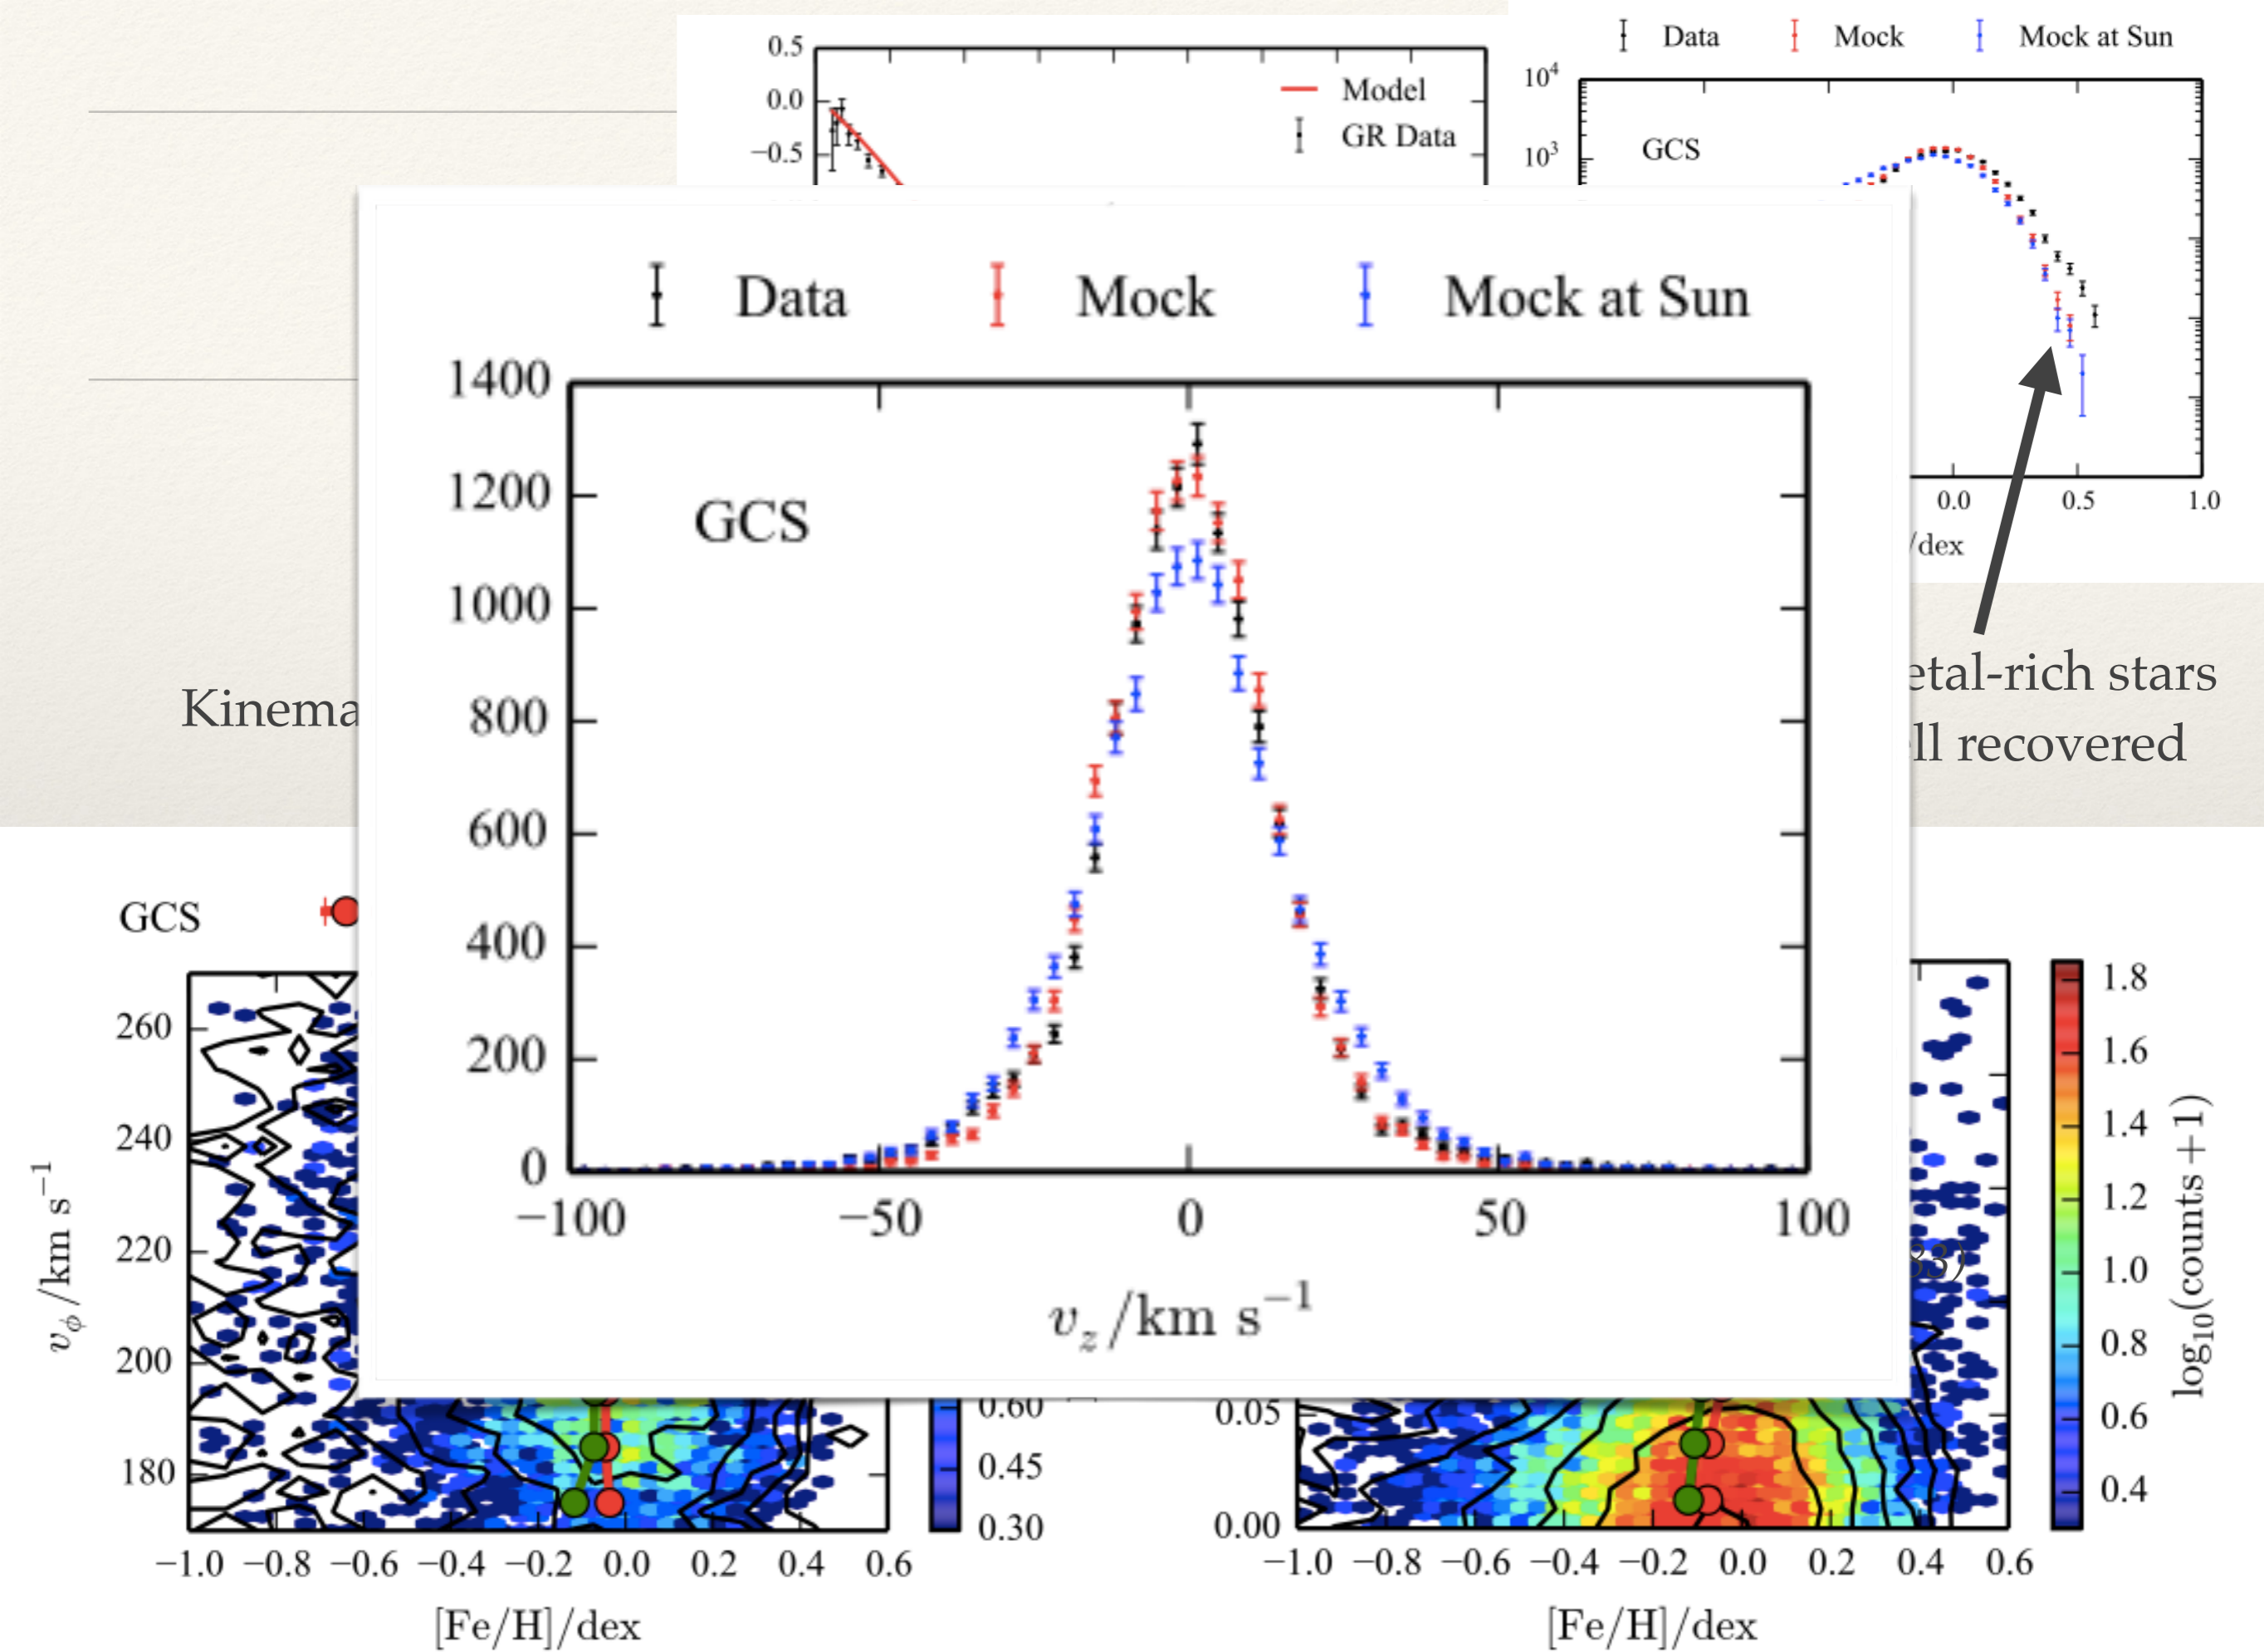 0.5
0.0
−0.5
Model
GR Data
Data Mock Mock at Sun
10⁴
10³
GCS
0.0 0.5 1.0
/dex
Data Mock Mock at Sun
1400
1200
1000
800
600
400
200
0
GCS
−100 −50 0 50 100
v_z/km s⁻¹
Kinema
etal-rich stars
ll recovered
GCS
260
240
220
200
180
v_ϕ/km s⁻¹
−1.0 −0.8 −0.6 −0.4 −0.2 0.0 0.2 0.4 0.6
[Fe/H]/dex
0.60
0.45
0.30
33)
0.05
0.00
−1.0 −0.8 −0.6 −0.4 −0.2 0.0 0.2 0.4 0.6
[Fe/H]/dex
1.8
1.6
1.4
1.2
1.0
0.8
0.6
0.4
log₁₀(counts + 1)